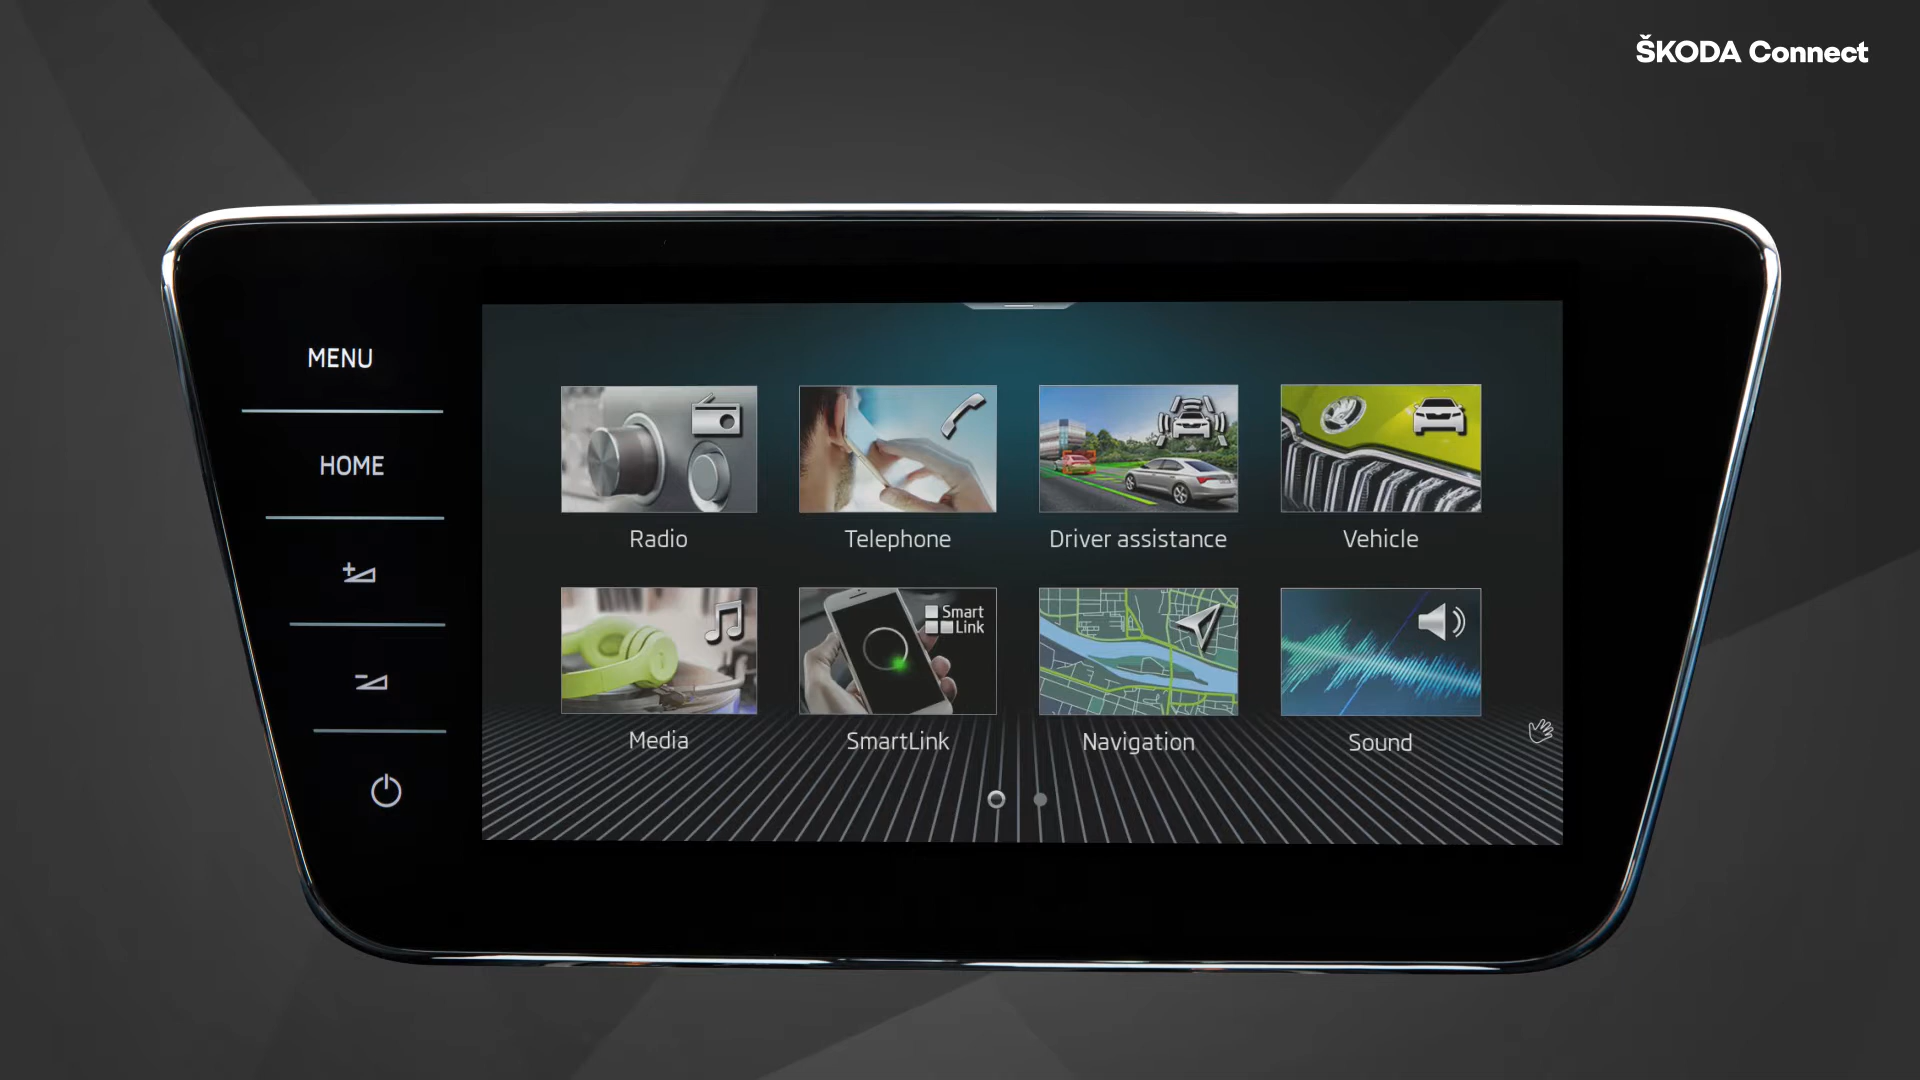 ŠKODA Connect
MENU
HOME
Radio
Telephone
Driver assistance
Vehicle
Smart
Link
Media
SmartLink
Navigation
Sound